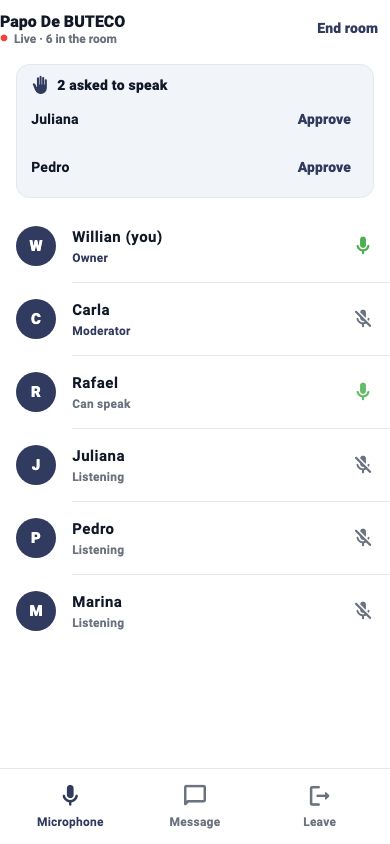 Papo De BUTECO
Live · 6 in the room
End room
2 asked to speak
Juliana
Approve
Pedro
Approve
W
Willian (you)
Owner
C
Carla
Moderator
R
Rafael
Can speak
J
Juliana
Listening
P
Pedro
Listening
M
Marina
Listening
Microphone
Message
Leave